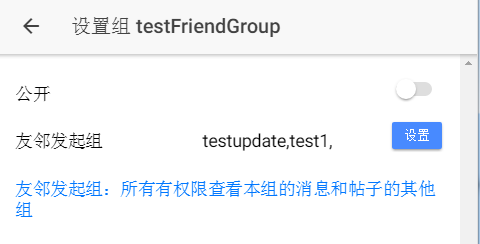 设置组 testFriendGroup
公开
友邻发起组 testupdate,test1, 设置
友邻发起组：所有有权限查看本组的消息和帖子的其他
组